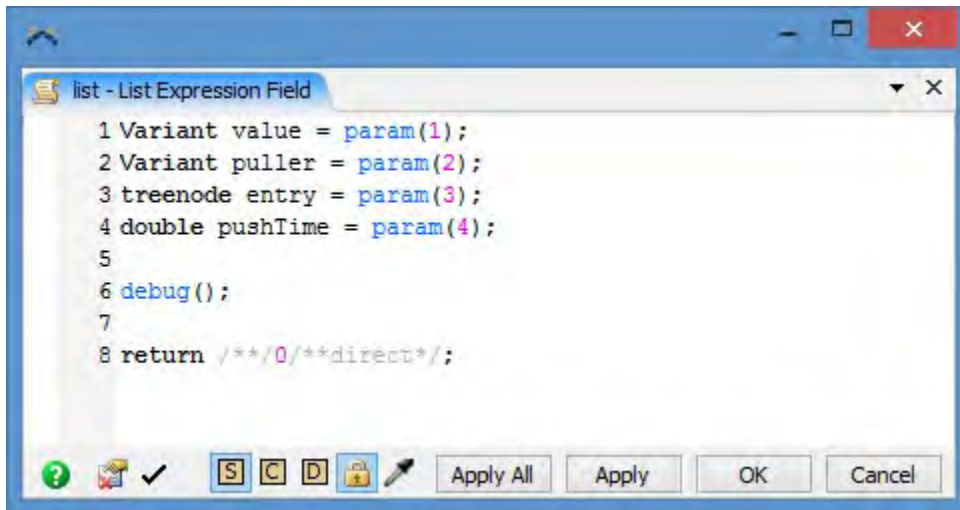 list - List Expression Field
1 Variant value = param(1);
2 Variant puller = param(2);
3 treenode entry = param(3);
4 double pushTime = param(4);
5
6 debug();
7
8 return /**/0/**direct*/;
S C D Apply All Apply OK Cancel